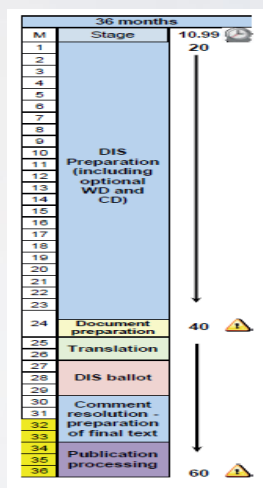 36 months
M Stage 10.99
1 20
2
3
4
5
6
7
8
9
10 DIS
11 Preparation
12 (including
13 optional
14 WD and
15 CD)
16
17
18
19
20
21
22
23
24 Document preparation 40
25 Translation
26
27
28 DIS ballot
29
30 Comment
31 resolution -
32 preparation
33 of final text
34 Publication
35 processing
36 60